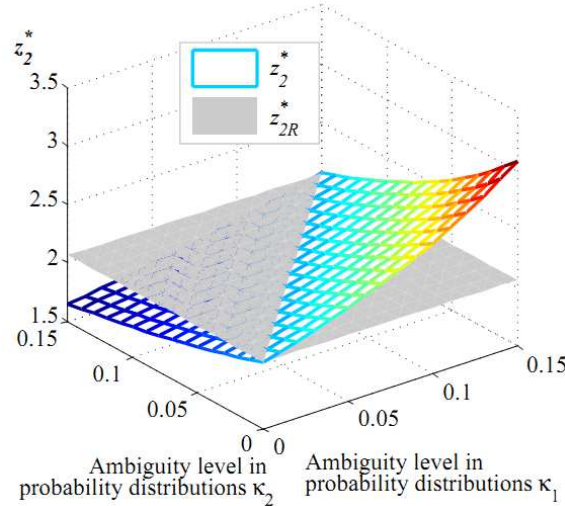 z₂*
3.5
3
2.5
2
1.5
z₂*
z₂R*
0.15
0.1
0.05
0
0
0.05
0.1
0.15
Ambiguity level in
probability distributions κ₂
Ambiguity level in
probability distributions κ₁